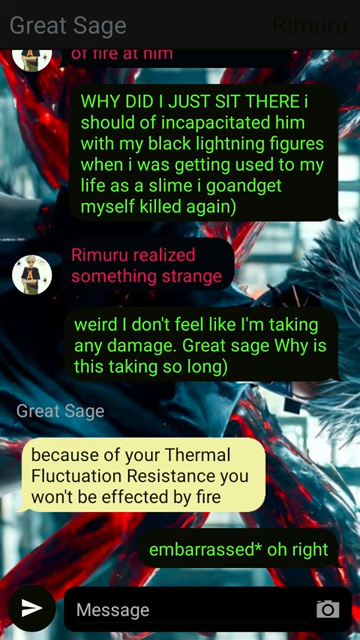 Great Sage Rimuru
of fire at him
WHY DID I JUST SIT THERE i
should of incapacitated him
with my black lightning figures
when i was getting used to my
life as a slime i goandget
myself killed again)
Rimuru realized
something strange
weird I don't feel like I'm taking
any damage. Great sage Why is
this taking so long)
Great Sage
because of your Thermal
Fluctuation Resistance you
won't be effected by fire
embarrassed* oh right
Message